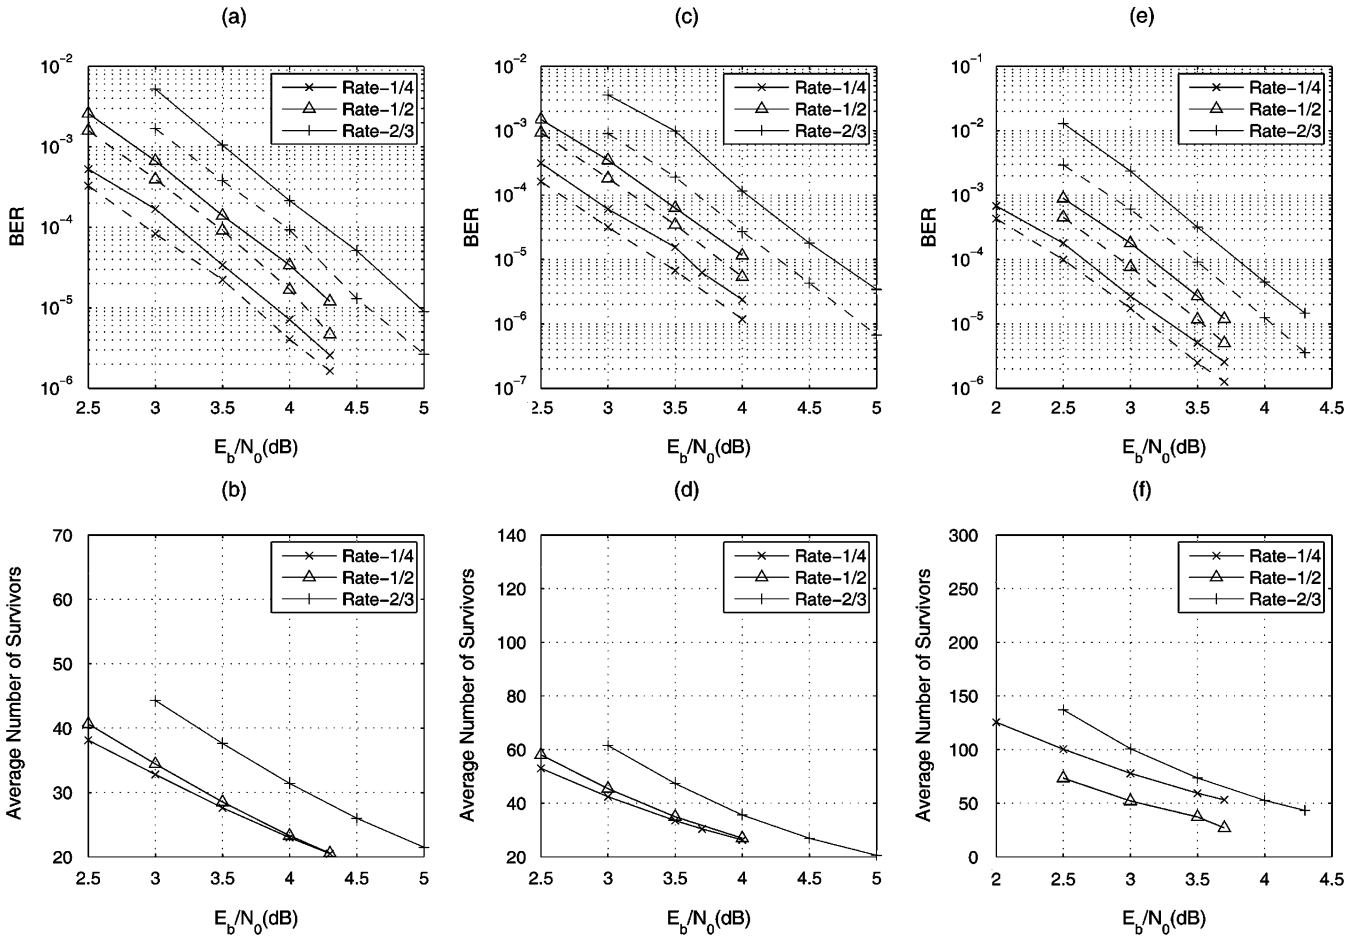 (a)
10^-2
10^-3
10^-4
10^-5
10^-6
BER
Rate-1/4
Rate-1/2
Rate-2/3
2.5 3 3.5 4 4.5 5
E_b/N_0(dB)
(c)
10^-2
10^-3
10^-4
10^-5
10^-6
10^-7
BER
Rate-1/4
Rate-1/2
Rate-2/3
2.5 3 3.5 4 4.5 5
E_b/N_0(dB)
(e)
10^-1
10^-2
10^-3
10^-4
10^-5
10^-6
BER
Rate-1/4
Rate-1/2
Rate-2/3
2 2.5 3 3.5 4 4.5
E_b/N_0(dB)
(b)
70
60
50
40
30
20
Average Number of Survivors
Rate-1/4
Rate-1/2
Rate-2/3
2.5 3 3.5 4 4.5 5
E_b/N_0(dB)
(d)
140
120
100
80
60
40
20
Average Number of Survivors
Rate-1/4
Rate-1/2
Rate-2/3
2.5 3 3.5 4 4.5 5
E_b/N_0(dB)
(f)
300
250
200
150
100
50
0
Average Number of Survivors
Rate-1/4
Rate-1/2
Rate-2/3
2 2.5 3 3.5 4 4.5
E_b/N_0(dB)